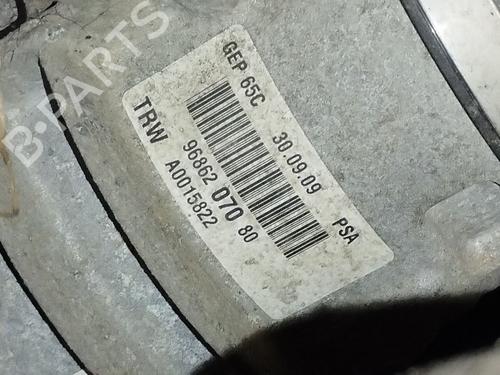 GEP 65C 30.09.09 PSA
TRW 96862 070 80
A0015822
B-PARTS